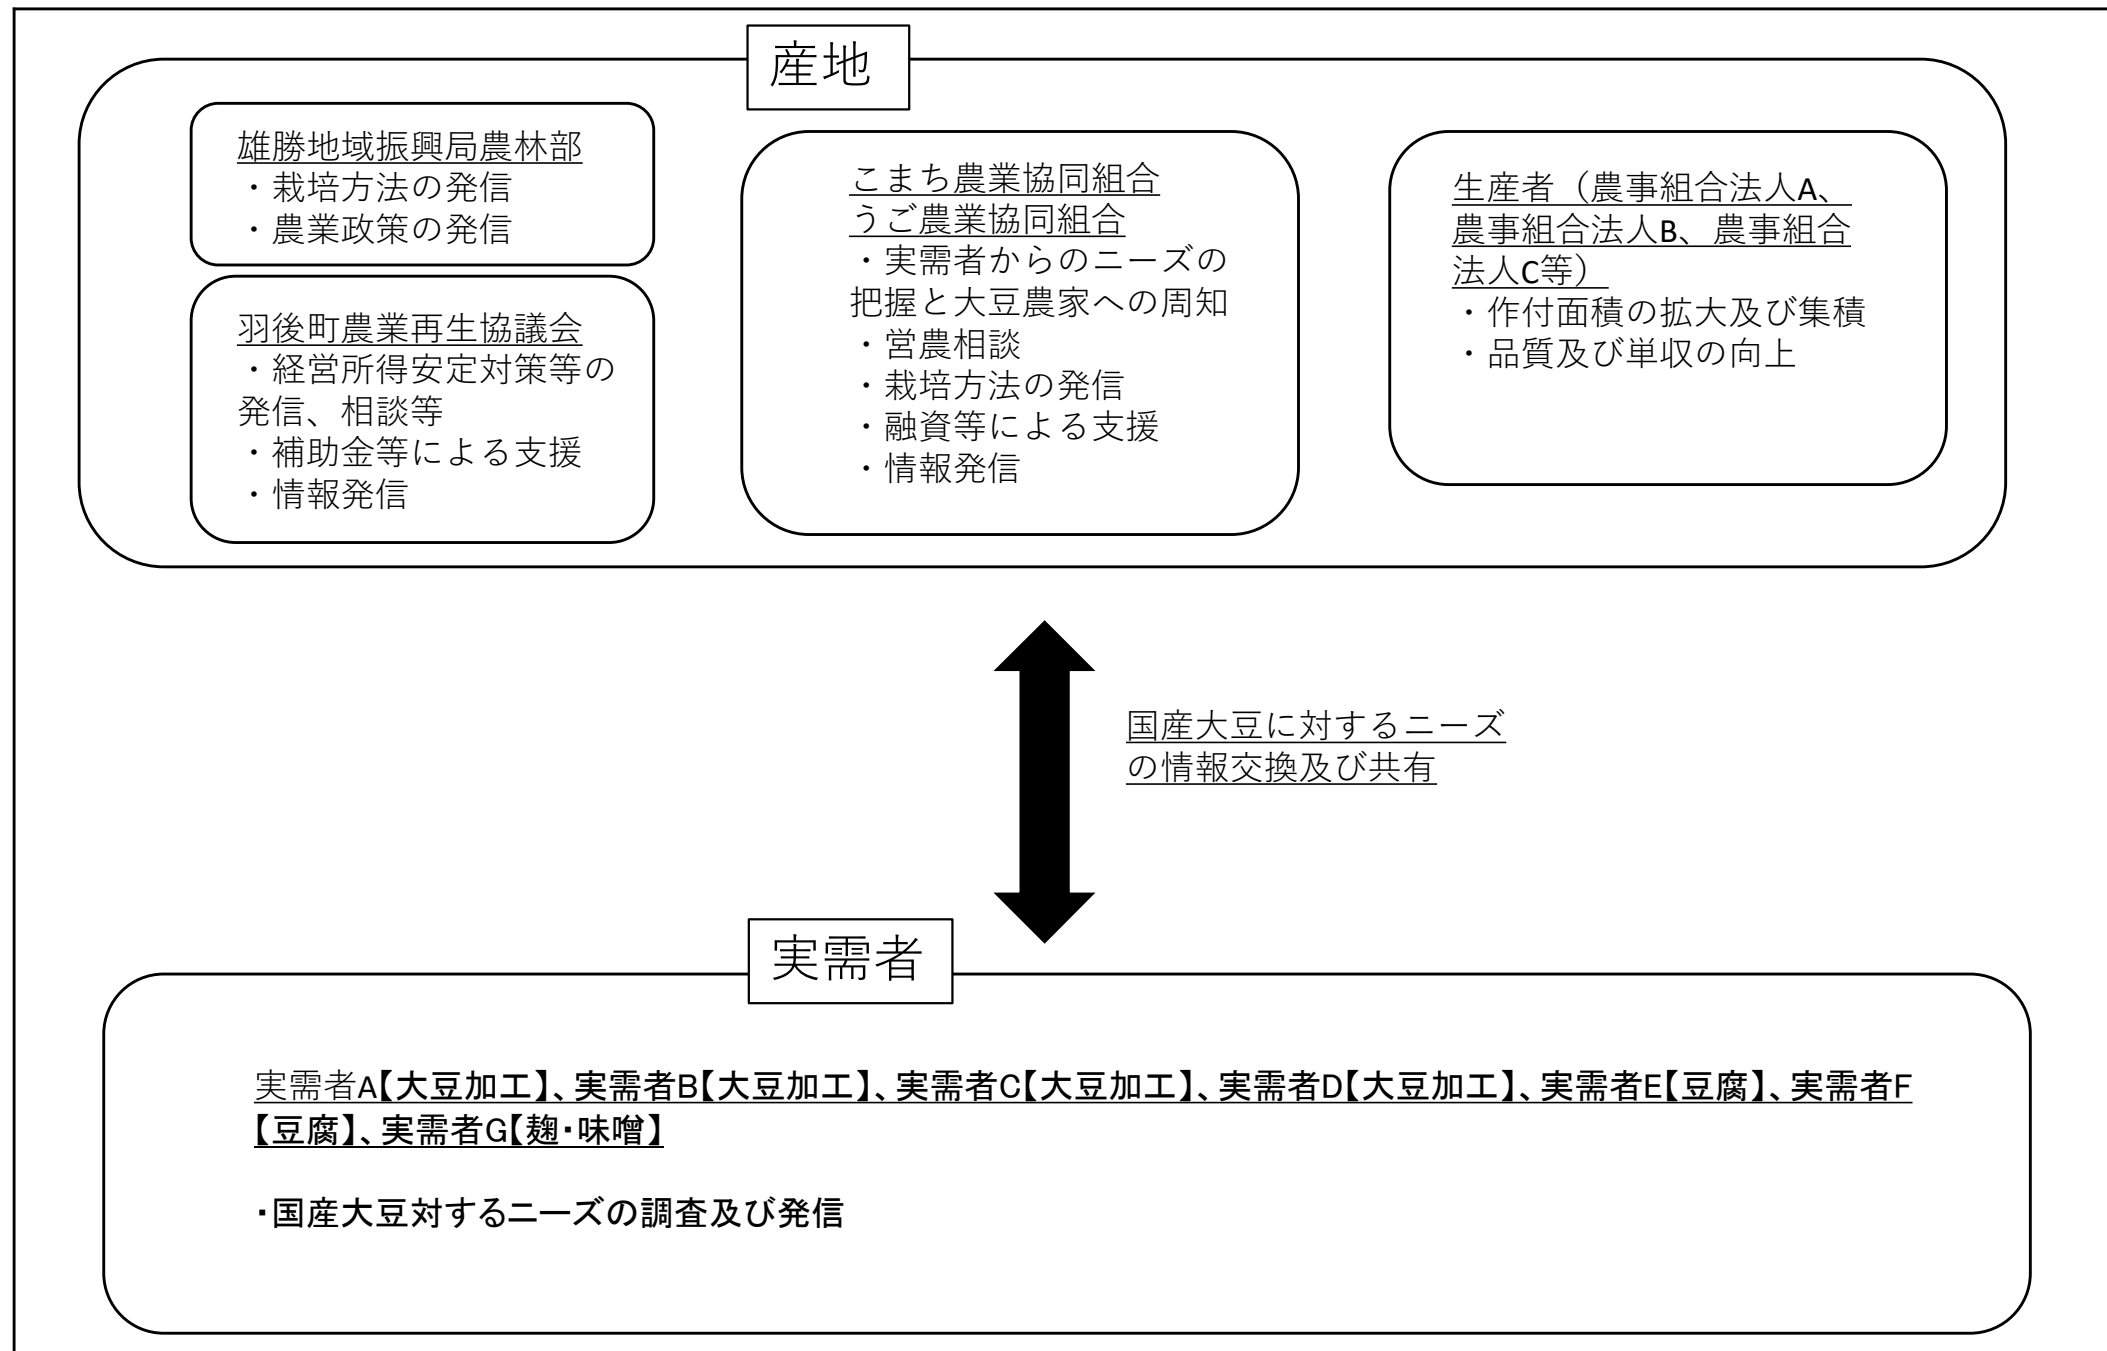 産地
雄勝地域振興局農林部
・栽培方法の発信
・農業政策の発信
羽後町農業再生協議会
・経営所得安定対策等の
発信、相談等
・補助金等による支援
・情報発信
こまち農業協同組合
うご農業協同組合
・実需者からのニーズの
把握と大豆農家への周知
・営農相談
・栽培方法の発信
・融資等による支援
・情報発信
生産者（農事組合法人A、
農事組合法人B、農事組合
法人C等）
・作付面積の拡大及び集積
・品質及び単収の向上
国産大豆に対するニーズ
の情報交換及び共有
実需者
実需者A【大豆加工】、実需者B【大豆加工】、実需者C【大豆加工】、実需者D【大豆加工】、実需者E【豆腐】、実需者F
【豆腐】、実需者G【麹・味噌】
・国産大豆対するニーズの調査及び発信